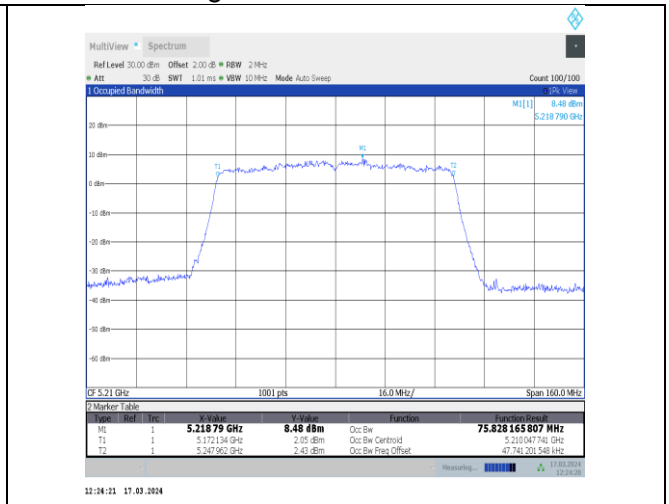 MultiView Spectrum
Ref Level 30.00 dBm Offset 2.00 dB RBW 2 MHz
Att 30 dB SWT 1.01 ms VBW 10 MHz Mode Auto Sweep Count 100/100
1 Occupied Bandwidth 1Pk View
M1[1] 8.48 dBm
5.218 790 GHz
20 dBm
M1
10 dBm
T1 T2
0 dBm
-10 dBm
-20 dBm
-30 dBm
-40 dBm
-50 dBm
-60 dBm
CF 5.21 GHz 1001 pts 16.0 MHz/ Span 160.0 MHz
2 Marker Table
Type Ref Trc X-Value Y-Value Function Function Result
M1 1 5.218 79 GHz 8.48 dBm Occ Bw 75.828 165 807 MHz
T1 1 5.172 134 GHz 2.05 dBm Occ Bw Centroid 5.210 047 741 GHz
T2 1 5.247 962 GHz 2.43 dBm Occ Bw Freq Offset 47.741 201 548 kHz
Measuring... 17.03.2024
12:24:20
12:24:21 17.03.2024